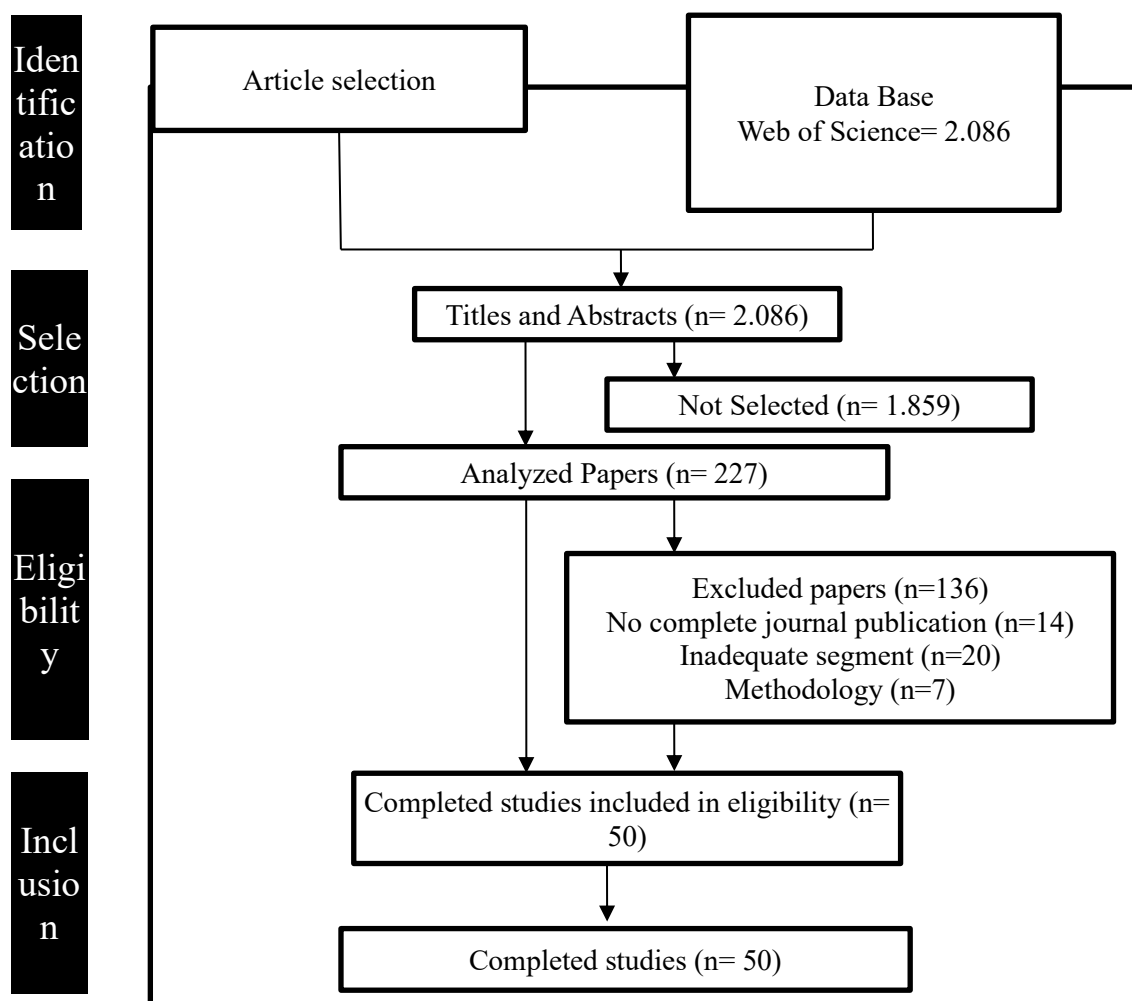 Iden
tific
atio
n
Article selection
Data Base
Web of Science= 2.086
Sele
ction
Titles and Abstracts (n= 2.086)
Not Selected (n= 1.859)
Analyzed Papers (n= 227)
Eligi
bilit
y
Excluded papers (n=136)
No complete journal publication (n=14)
Inadequate segment (n=20)
Methodology (n=7)
Incl
usio
n
Completed studies included in eligibility (n=
50)
Completed studies (n= 50)